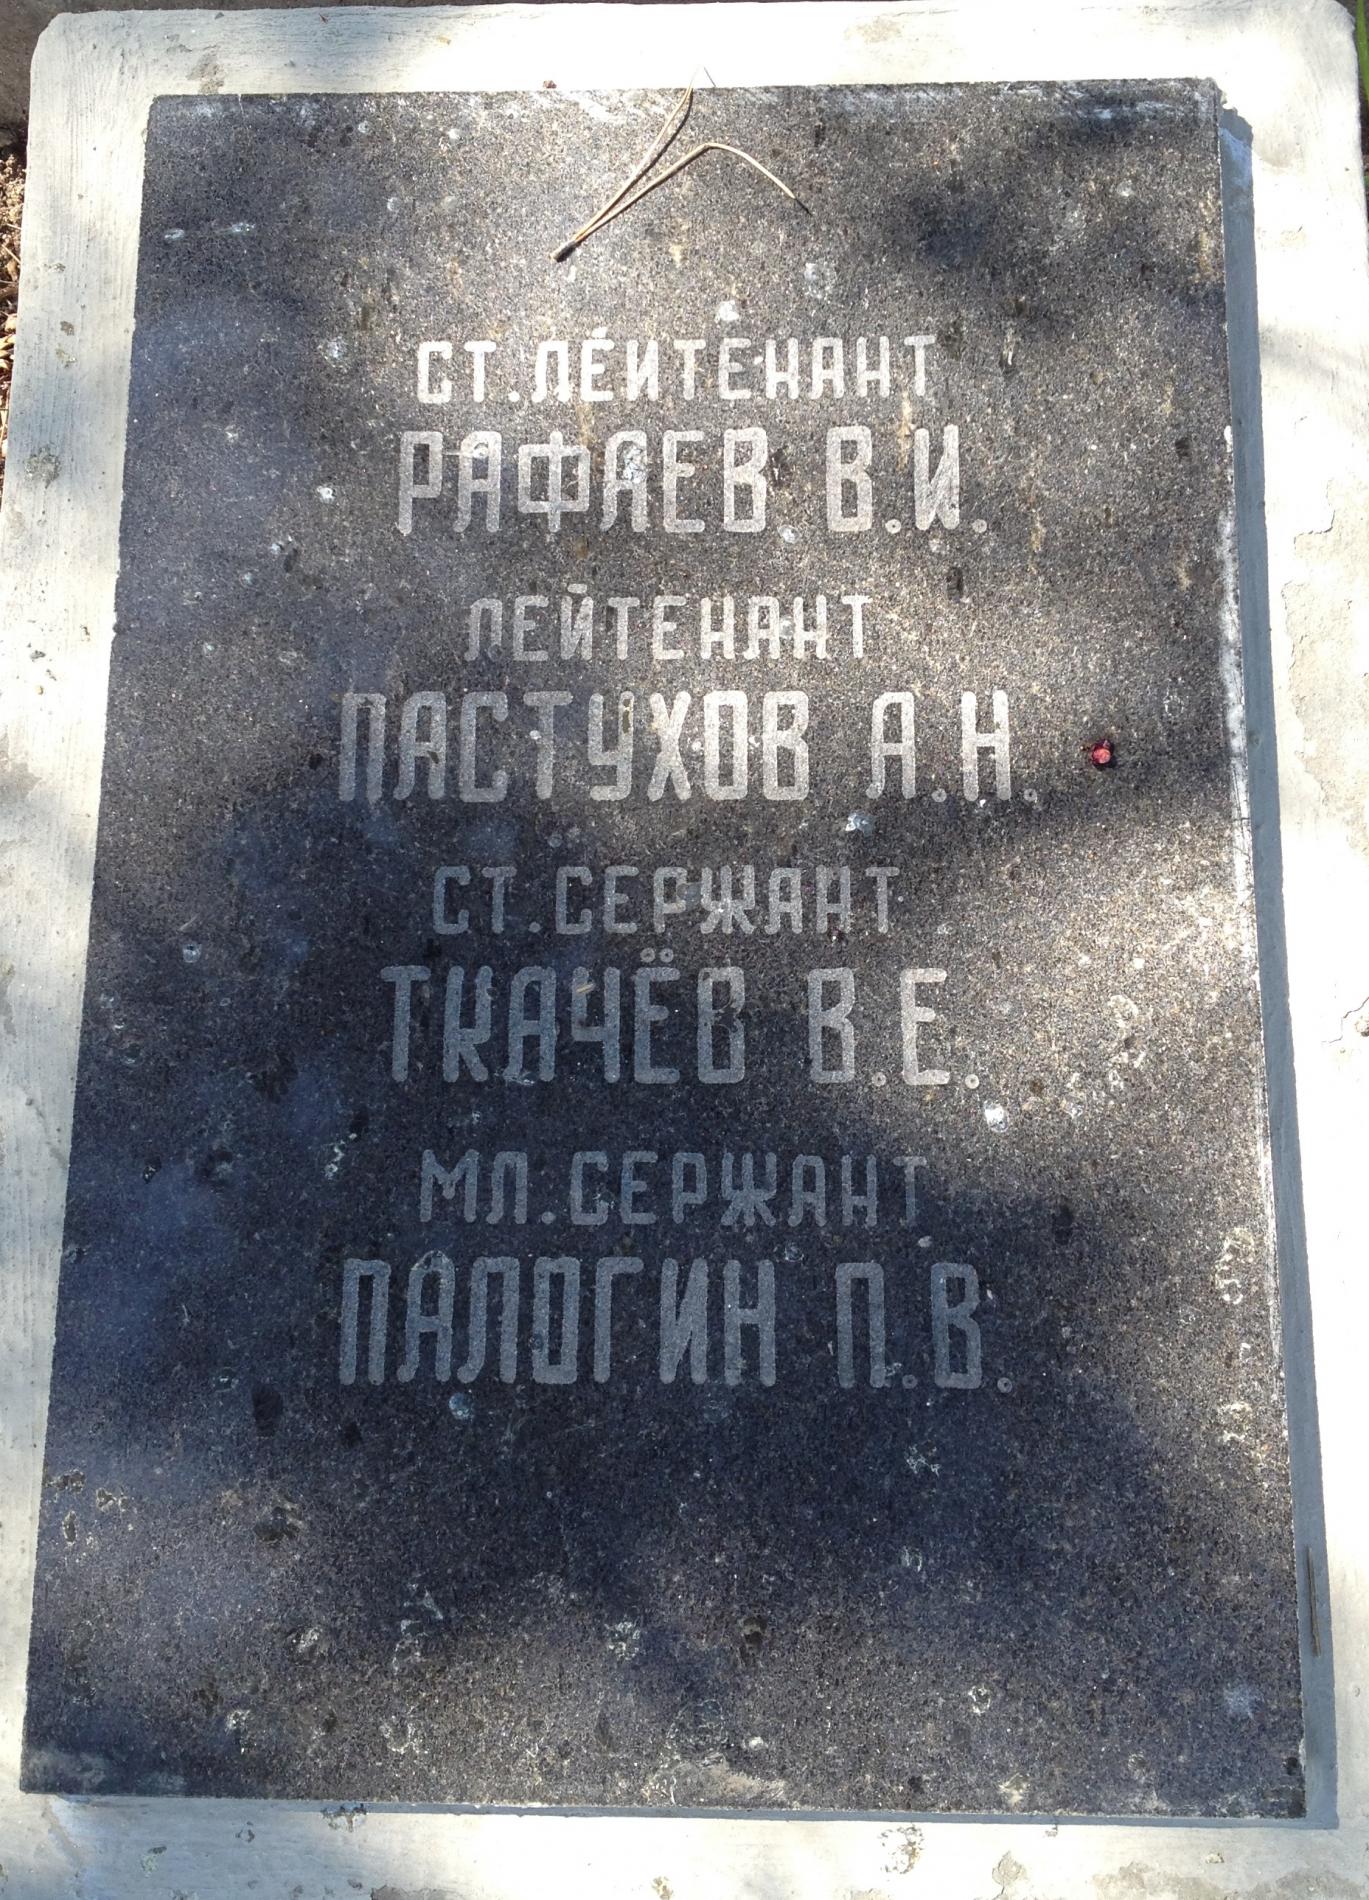 СТ.ЛЕЙТЕНАНТ
РАФАЕВ В.И.
ЛЕЙТЕНАНТ
ПАСТУХОВ А.Н.
СТ.СЕРЖАНТ
ТКАЧЁВ В.Е.
МЛ.СЕРЖАНТ
ПАЛОГИН П.В.